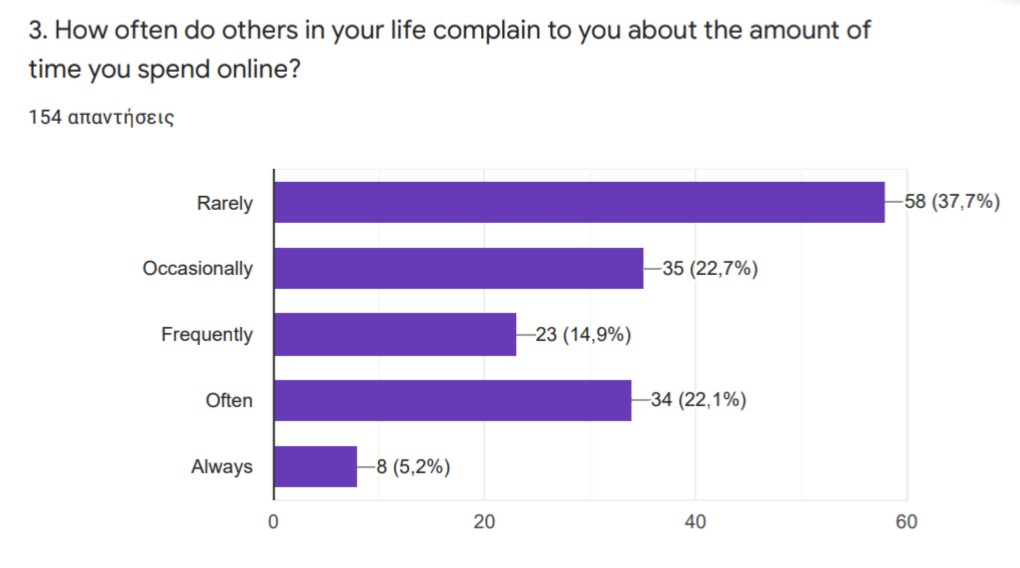 3. How often do others in your life complain to you about the amount of
time you spend online?
154 απαντήσεις
Rarely 58 (37,7%)
Occasionally 35 (22,7%)
Frequently 23 (14,9%)
Often 34 (22,1%)
Always 8 (5,2%)
0 20 40 60